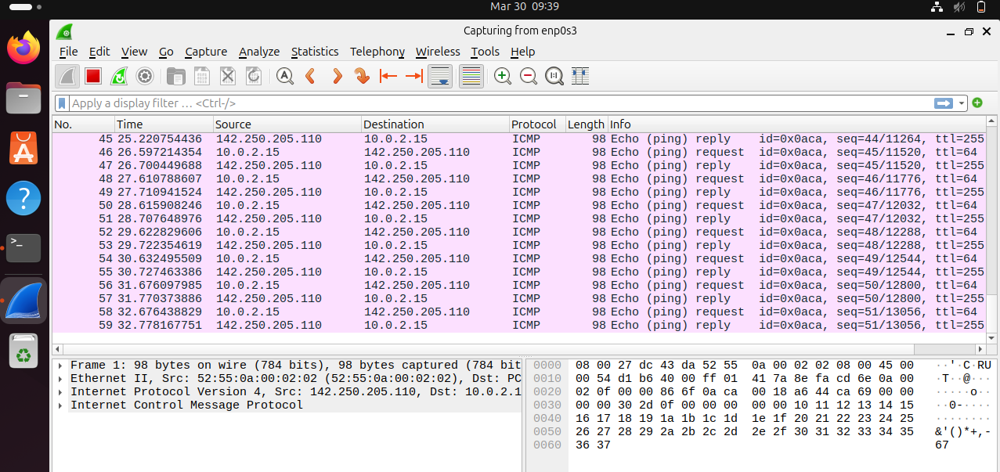 Mar 30 09:39
Capturing from enp0s3
File Edit View Go Capture Analyze Statistics Telephony Wireless Tools Help
Apply a display filter … <Ctrl-/>
No. Time Source Destination Protocol Length Info
45 25.220754436 142.250.205.110 10.0.2.15 ICMP 98 Echo (ping) reply id=0x0aca, seq=44/11264, ttl=255
46 26.597214354 10.0.2.15 142.250.205.110 ICMP 98 Echo (ping) request id=0x0aca, seq=45/11520, ttl=64
47 26.700449688 142.250.205.110 10.0.2.15 ICMP 98 Echo (ping) reply id=0x0aca, seq=45/11520, ttl=255
48 27.610788607 10.0.2.15 142.250.205.110 ICMP 98 Echo (ping) request id=0x0aca, seq=46/11776, ttl=64
49 27.710941524 142.250.205.110 10.0.2.15 ICMP 98 Echo (ping) reply id=0x0aca, seq=46/11776, ttl=255
50 28.615908246 10.0.2.15 142.250.205.110 ICMP 98 Echo (ping) request id=0x0aca, seq=47/12032, ttl=64
51 28.707648976 142.250.205.110 10.0.2.15 ICMP 98 Echo (ping) reply id=0x0aca, seq=47/12032, ttl=255
52 29.622829606 10.0.2.15 142.250.205.110 ICMP 98 Echo (ping) request id=0x0aca, seq=48/12288, ttl=64
53 29.722354619 142.250.205.110 10.0.2.15 ICMP 98 Echo (ping) reply id=0x0aca, seq=48/12288, ttl=255
54 30.632495509 10.0.2.15 142.250.205.110 ICMP 98 Echo (ping) request id=0x0aca, seq=49/12544, ttl=64
55 30.727463386 142.250.205.110 10.0.2.15 ICMP 98 Echo (ping) reply id=0x0aca, seq=49/12544, ttl=255
56 31.676097985 10.0.2.15 142.250.205.110 ICMP 98 Echo (ping) request id=0x0aca, seq=50/12800, ttl=64
57 31.770373886 142.250.205.110 10.0.2.15 ICMP 98 Echo (ping) reply id=0x0aca, seq=50/12800, ttl=255
58 32.676438829 10.0.2.15 142.250.205.110 ICMP 98 Echo (ping) request id=0x0aca, seq=51/13056, ttl=64
59 32.778167751 142.250.205.110 10.0.2.15 ICMP 98 Echo (ping) reply id=0x0aca, seq=51/13056, ttl=255
Frame 1: 98 bytes on wire (784 bits), 98 bytes captured (784 bit
Ethernet II, Src: 52:55:0a:00:02:02 (52:55:0a:00:02:02), Dst: PC
Internet Protocol Version 4, Src: 142.250.205.110, Dst: 10.0.2.1
Internet Control Message Protocol
0000 08 00 27 dc 43 da 52 55 0a 00 02 02 08 00 45 00 ··'·C·RU
0010 00 54 d1 b6 40 00 ff 01 41 7a 8e fa cd 6e 0a 00 ·T··@···
0020 02 0f 00 00 86 6f 0a ca 00 18 a6 44 ca 69 00 00 ·····o··
0030 00 00 30 2d 0f 00 00 00 00 00 10 11 12 13 14 15 ··0-····
0040 16 17 18 19 1a 1b 1c 1d 1e 1f 20 21 22 23 24 25 ········
0050 26 27 28 29 2a 2b 2c 2d 2e 2f 30 31 32 33 34 35 &'()*+,-
0060 36 37 67